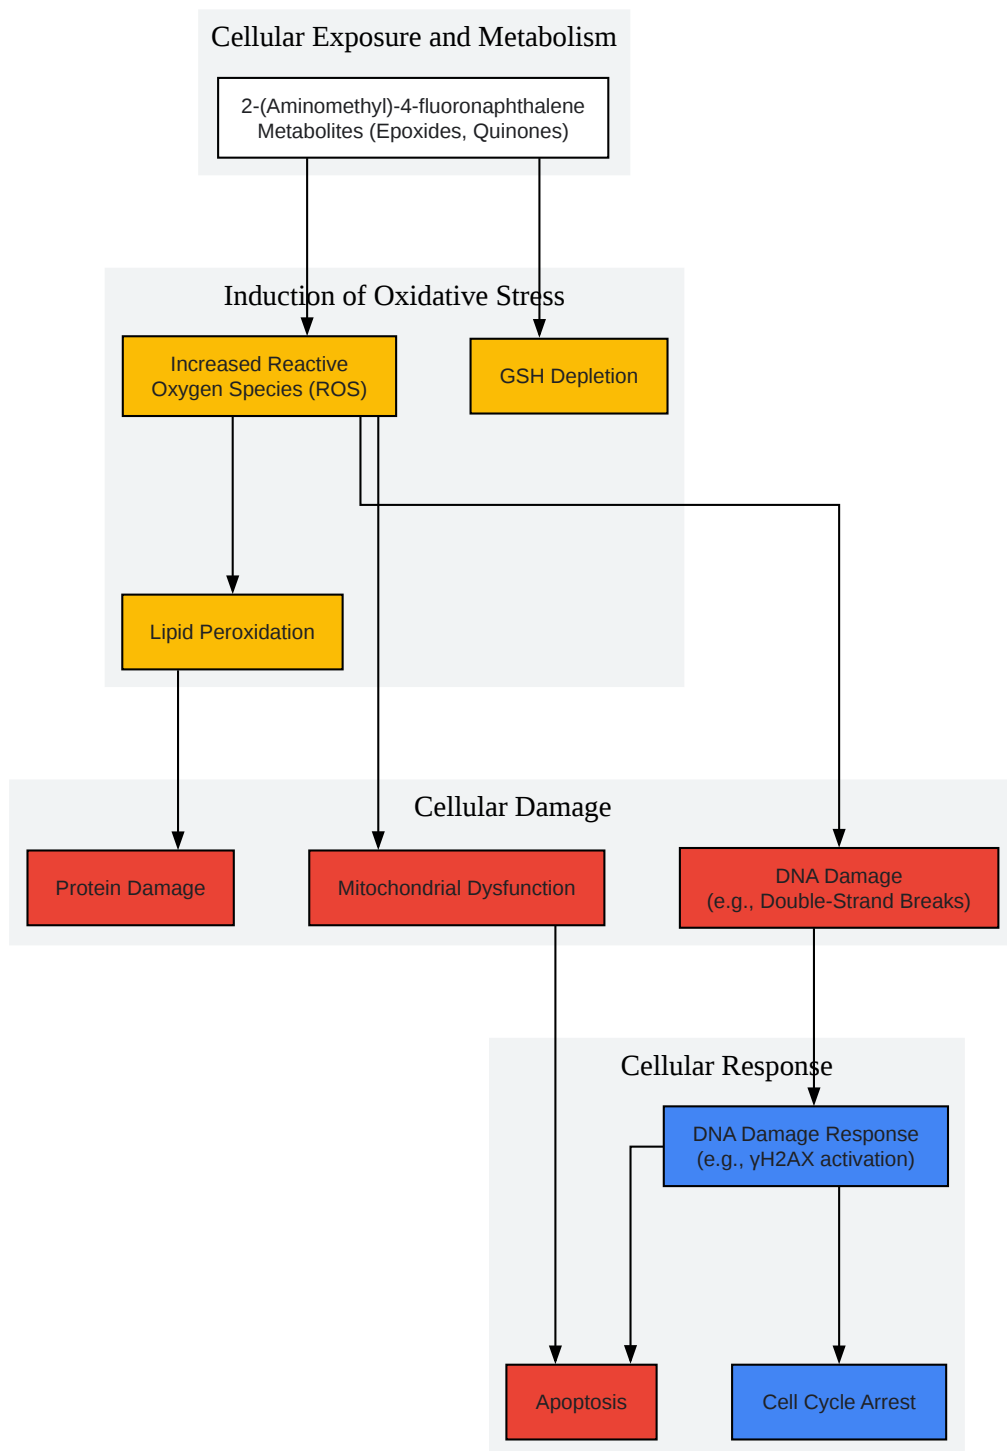 Cellular Exposure and Metabolism
2-(Aminomethyl)-4-fluoronaphthalene
Metabolites (Epoxides, Quinones)
Induction of Oxidative Stress
Increased Reactive
Oxygen Species (ROS)
GSH Depletion
Lipid Peroxidation
Cellular Damage
Protein Damage
Mitochondrial Dysfunction
DNA Damage
(e.g., Double-Strand Breaks)
Cellular Response
DNA Damage Response
(e.g., γH2AX activation)
Apoptosis
Cell Cycle Arrest